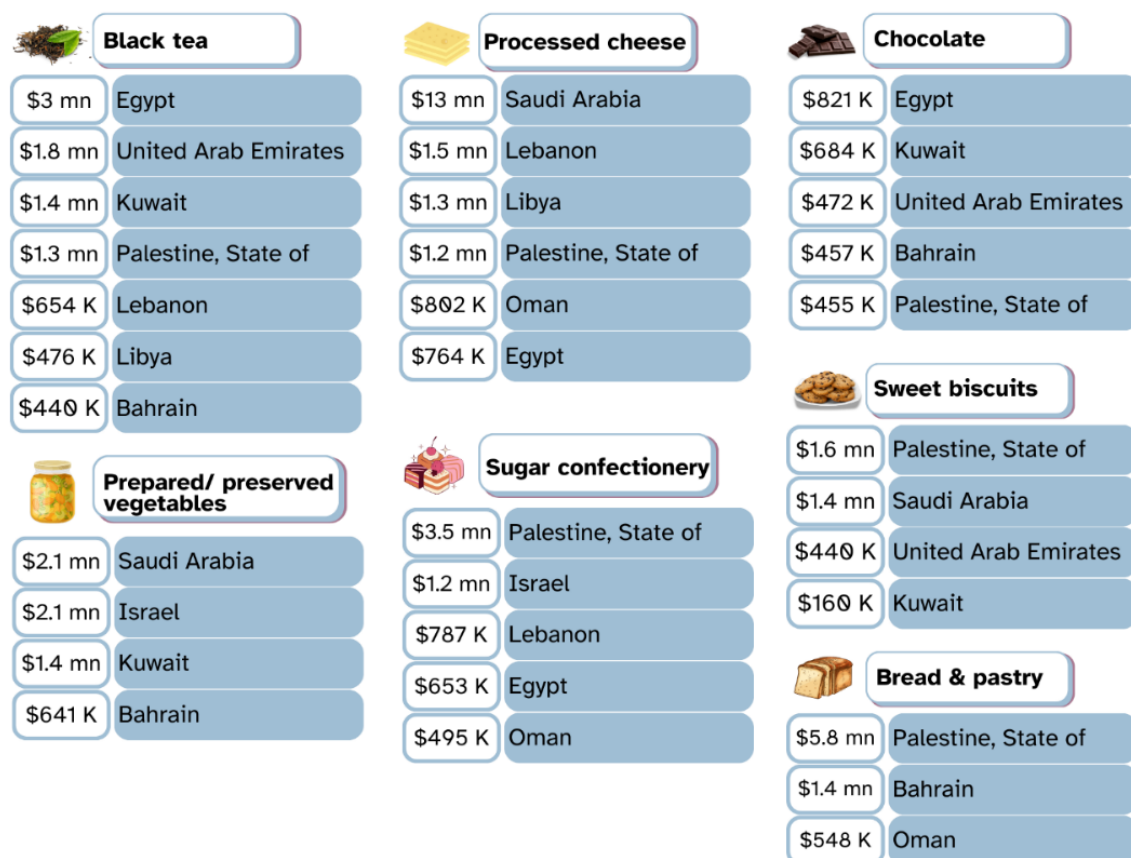 Black tea
$3 mn Egypt
$1.8 mn United Arab Emirates
$1.4 mn Kuwait
$1.3 mn Palestine, State of
$654 K Lebanon
$476 K Libya
$440 K Bahrain
Prepared/ preserved
vegetables
$2.1 mn Saudi Arabia
$2.1 mn Israel
$1.4 mn Kuwait
$641 K Bahrain
Processed cheese
$13 mn Saudi Arabia
$1.5 mn Lebanon
$1.3 mn Libya
$1.2 mn Palestine, State of
$802 K Oman
$764 K Egypt
Sugar confectionery
$3.5 mn Palestine, State of
$1.2 mn Israel
$787 K Lebanon
$653 K Egypt
$495 K Oman
Chocolate
$821 K Egypt
$684 K Kuwait
$472 K United Arab Emirates
$457 K Bahrain
$455 K Palestine, State of
Sweet biscuits
$1.6 mn Palestine, State of
$1.4 mn Saudi Arabia
$440 K United Arab Emirates
$160 K Kuwait
Bread & pastry
$5.8 mn Palestine, State of
$1.4 mn Bahrain
$548 K Oman